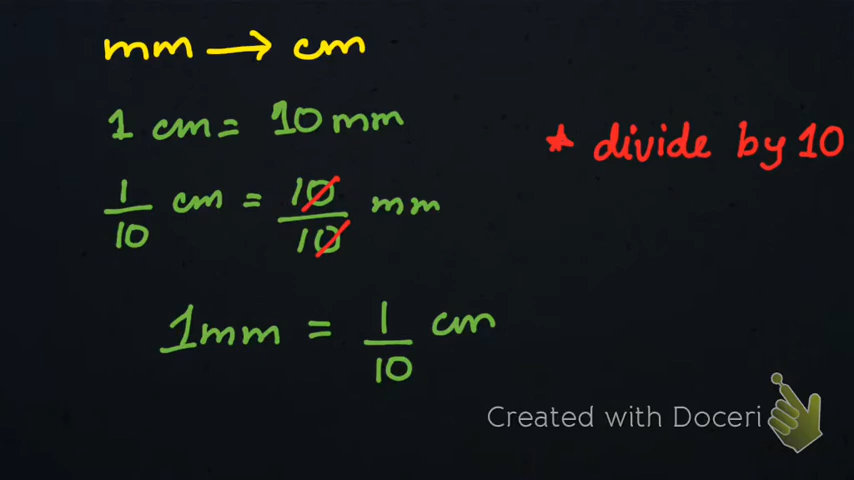 mm → cm
1 cm = 10 mm
* divide by 10
1/10 cm = 10/10 mm
1mm = 1/10 cm
Created with Doceri